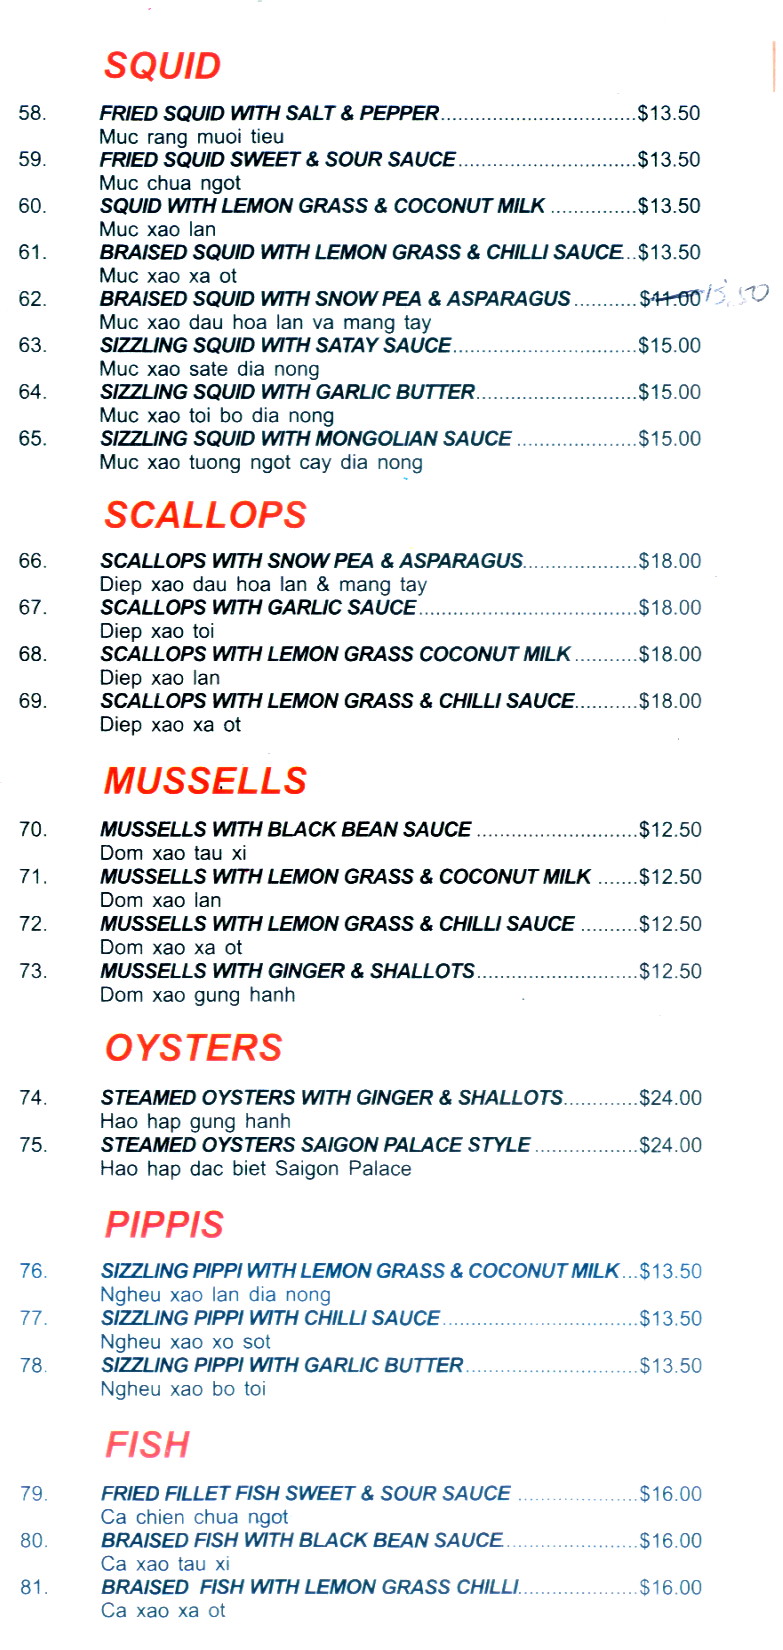 SQUID
58. FRIED SQUID WITH SALT & PEPPER..................................$13.50
Muc rang muoi tieu
59. FRIED SQUID SWEET & SOUR SAUCE...............................$13.50
Muc chua ngot
60. SQUID WITH LEMON GRASS & COCONUT MILK ...............$13.50
Muc xao lan
61. BRAISED SQUID WITH LEMON GRASS & CHILLI SAUCE...$13.50
Muc xao xa ot
62. BRAISED SQUID WITH SNOW PEA & ASPARAGUS ...........$11.00 13.50
Muc xao dau hoa lan va mang tay
63. SIZZLING SQUID WITH SATAY SAUCE................................$15.00
Muc xao sate dia nong
64. SIZZLING SQUID WITH GARLIC BUTTER............................$15.00
Muc xao toi bo dia nong
65. SIZZLING SQUID WITH MONGOLIAN SAUCE .....................$15.00
Muc xao tuong ngot cay dia nong
SCALLOPS
66. SCALLOPS WITH SNOW PEA & ASPARAGUS....................$18.00
Diep xao dau hoa lan & mang tay
67. SCALLOPS WITH GARLIC SAUCE......................................$18.00
Diep xao toi
68. SCALLOPS WITH LEMON GRASS COCONUT MILK ...........$18.00
Diep xao lan
69. SCALLOPS WITH LEMON GRASS & CHILLI SAUCE...........$18.00
Diep xao xa ot
MUSSELLS
70. MUSSELLS WITH BLACK BEAN SAUCE ............................$12.50
Dom xao tau xi
71. MUSSELLS WITH LEMON GRASS & COCONUT MILK .......$12.50
Dom xao lan
72. MUSSELLS WITH LEMON GRASS & CHILLI SAUCE ..........$12.50
Dom xao xa ot
73. MUSSELLS WITH GINGER & SHALLOTS............................$12.50
Dom xao gung hanh
OYSTERS
74. STEAMED OYSTERS WITH GINGER & SHALLOTS.............$24.00
Hao hap gung hanh
75. STEAMED OYSTERS SAIGON PALACE STYLE ..................$24.00
Hao hap dac biet Saigon Palace
PIPPIS
76. SIZZLING PIPPI WITH LEMON GRASS & COCONUT MILK...$13.50
Ngheu xao lan dia nong
77. SIZZLING PIPPI WITH CHILLI SAUCE..................................$13.50
Ngheu xao xo sot
78. SIZZLING PIPPI WITH GARLIC BUTTER..............................$13.50
Ngheu xao bo toi
FISH
79. FRIED FILLET FISH SWEET & SOUR SAUCE .....................$16.00
Ca chien chua ngot
80. BRAISED FISH WITH BLACK BEAN SAUCE........................$16.00
Ca xao tau xi
81. BRAISED FISH WITH LEMON GRASS CHILLI.....................$16.00
Ca xao xa ot